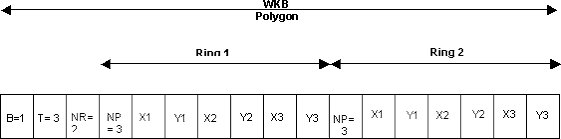 WKB
Polygon
Ring 1 Ring 2
B=1 T= 3 NR= 2 NP = 3 X1 Y1 X2 Y2 X3 Y3 NP= 3 X1 Y1 X2 Y2 X3 Y3